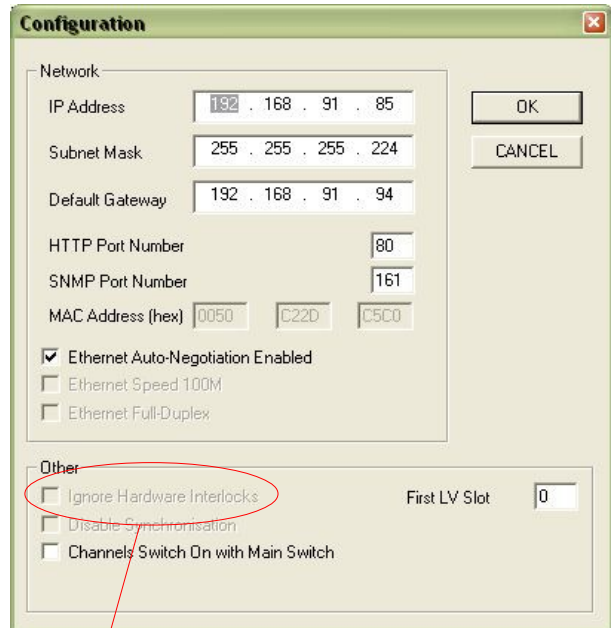 Configuration
Network
IP Address 192 . 168 . 91 . 85
OK
Subnet Mask 255 . 255 . 255 . 224
CANCEL
Default Gateway 192 . 168 . 91 . 94
HTTP Port Number 80
SNMP Port Number 161
MAC Address (hex) 0050 C22D C5C0
Ethernet Auto-Negotiation Enabled
Ethernet Speed 100M
Ethernet Full-Duplex
Other
Ignore Hardware Interlocks
First LV Slot 0
Disable Synchronisation
Channels Switch On with Main Switch